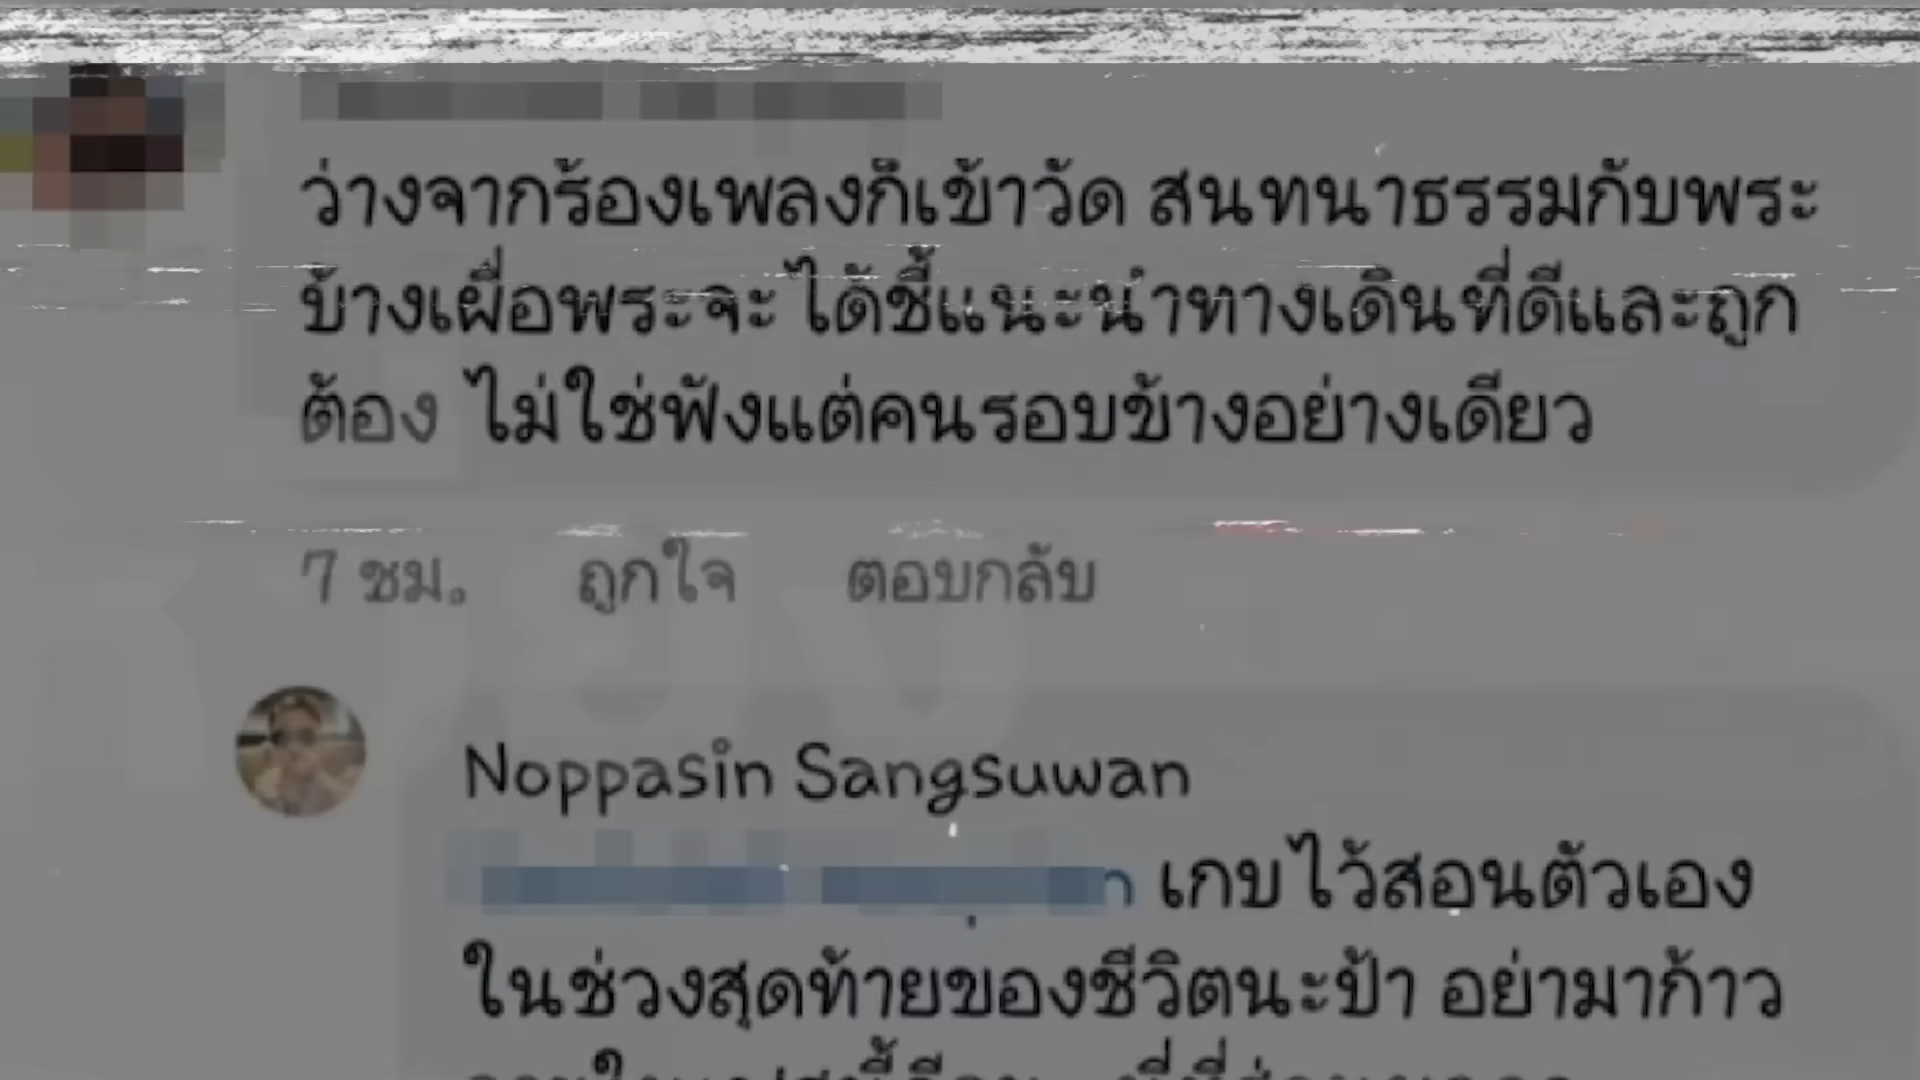 ว่างจากร้องเพลงก็เข้าวัด สนทนาธรรมกับพระ
บ้างเผื่อพระจะได้ชี้แนะนำทางเดินที่ดีและถูก
ต้อง ไม่ใช่ฟังแต่คนรอบข้างอย่างเดียว
7 ชม. ถูกใจ ตอบกลับ
Noppasin Sangsuwan
เกบไว้สอนตัวเอง
ในช่วงสุดท้ายของชีวิตนะป้า อย่ามาก้าว